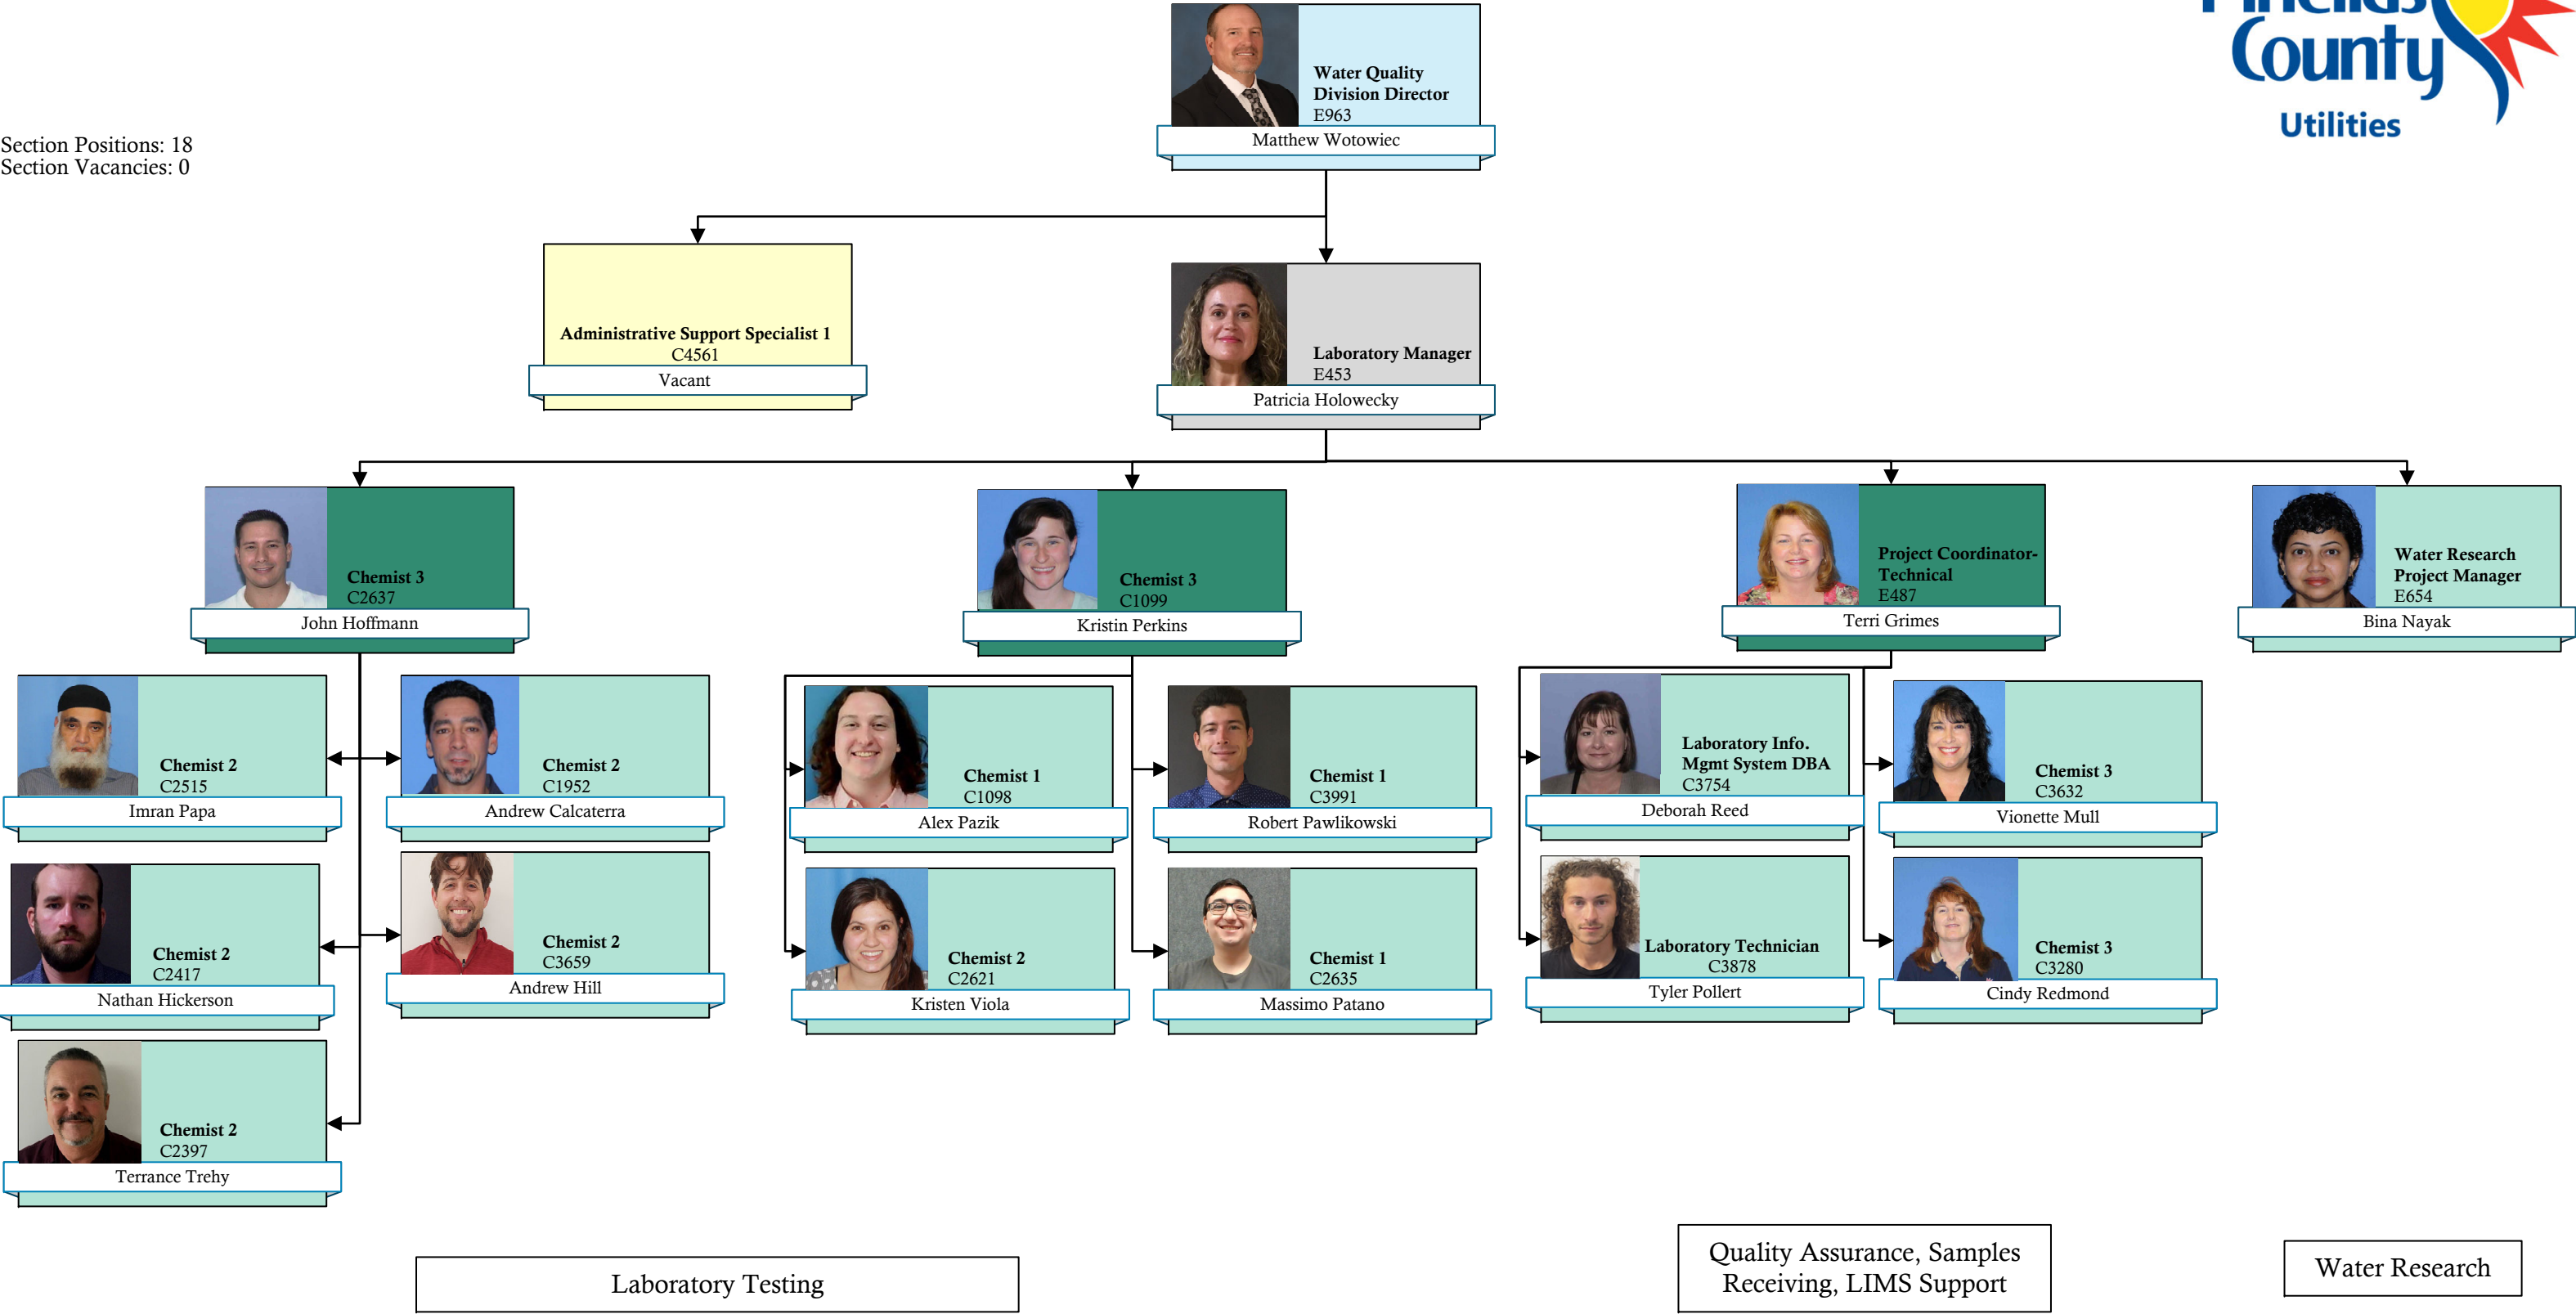 Pinellas
County
Utilities
Section Positions: 18
Section Vacancies: 0
Water Quality
Division Director
E963
Matthew Wotowiec
Administrative Support Specialist 1
C4561
Vacant
Laboratory Manager
E453
Patricia Holowecky
Chemist 3
C2637
John Hoffmann
Chemist 3
C1099
Kristin Perkins
Project Coordinator-
Technical
E487
Terri Grimes
Water Research
Project Manager
E654
Bina Nayak
Chemist 2
C2515
Imran Papa
Chemist 2
C1952
Andrew Calcaterra
Chemist 1
C1098
Alex Pazik
Chemist 1
C3991
Robert Pawlikowski
Laboratory Info.
Mgmt System DBA
C3754
Deborah Reed
Chemist 3
C3632
Vionette Mull
Chemist 2
C2417
Nathan Hickerson
Chemist 2
C3659
Andrew Hill
Chemist 2
C2621
Kristen Viola
Chemist 1
C2635
Massimo Patano
Laboratory Technician
C3878
Tyler Pollert
Chemist 3
C3280
Cindy Redmond
Chemist 2
C2397
Terrance Trehy
Laboratory Testing
Quality Assurance, Samples
Receiving, LIMS Support
Water Research